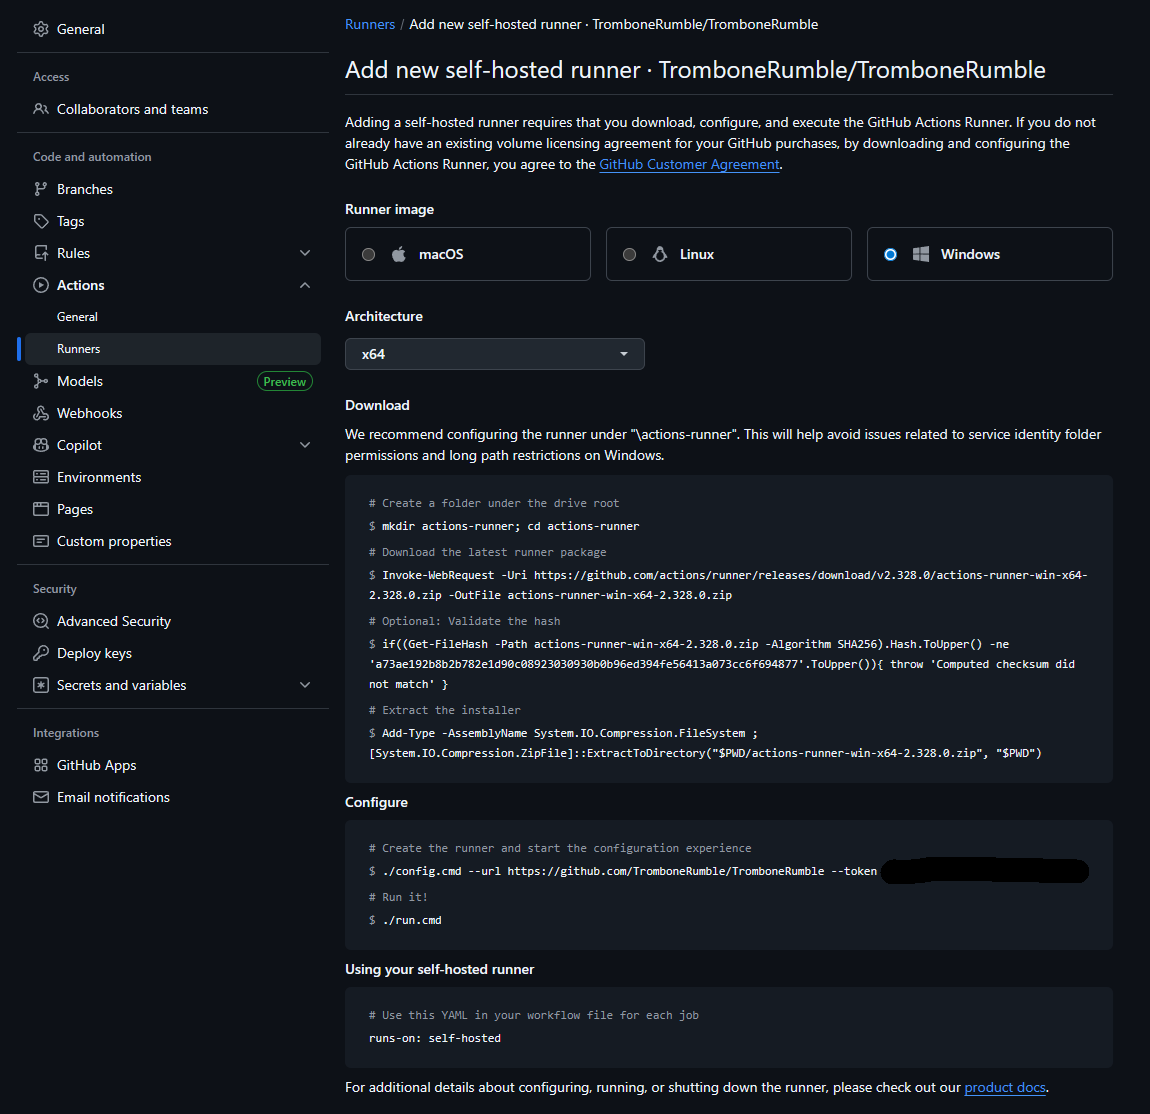 General
Access
Collaborators and teams
Code and automation
Branches
Tags
Rules
Actions
General
Runners
Models Preview
Webhooks
Copilot
Environments
Pages
Custom properties
Security
Advanced Security
Deploy keys
Secrets and variables
Integrations
GitHub Apps
Email notifications
Runners / Add new self-hosted runner · TromboneRumble/TromboneRumble
Add new self-hosted runner · TromboneRumble/TromboneRumble
Adding a self-hosted runner requires that you download, configure, and execute the GitHub Actions Runner. If you do not
already have an existing volume licensing agreement for your GitHub purchases, by downloading and configuring the
GitHub Actions Runner, you agree to the GitHub Customer Agreement.
Runner image
macOS
Linux
Windows
Architecture
x64
Download
We recommend configuring the runner under "\actions-runner". This will help avoid issues related to service identity folder
permissions and long path restrictions on Windows.
# Create a folder under the drive root
$ mkdir actions-runner; cd actions-runner
# Download the latest runner package
$ Invoke-WebRequest -Uri https://github.com/actions/runner/releases/download/v2.328.0/actions-runner-win-x64-
2.328.0.zip -OutFile actions-runner-win-x64-2.328.0.zip
# Optional: Validate the hash
$ if((Get-FileHash -Path actions-runner-win-x64-2.328.0.zip -Algorithm SHA256).Hash.ToUpper() -ne
'a73ae192b8b2b782e1d90c08923030930b0b96ed394fe56413a073cc6f694877'.ToUpper()){ throw 'Computed checksum did
not match' }
# Extract the installer
$ Add-Type -AssemblyName System.IO.Compression.FileSystem ;
[System.IO.Compression.ZipFile]::ExtractToDirectory("$PWD/actions-runner-win-x64-2.328.0.zip", "$PWD")
Configure
# Create the runner and start the configuration experience
$ ./config.cmd --url https://github.com/TromboneRumble/TromboneRumble --token
# Run it!
$ ./run.cmd
Using your self-hosted runner
# Use this YAML in your workflow file for each job
runs-on: self-hosted
For additional details about configuring, running, or shutting down the runner, please check out our product docs.